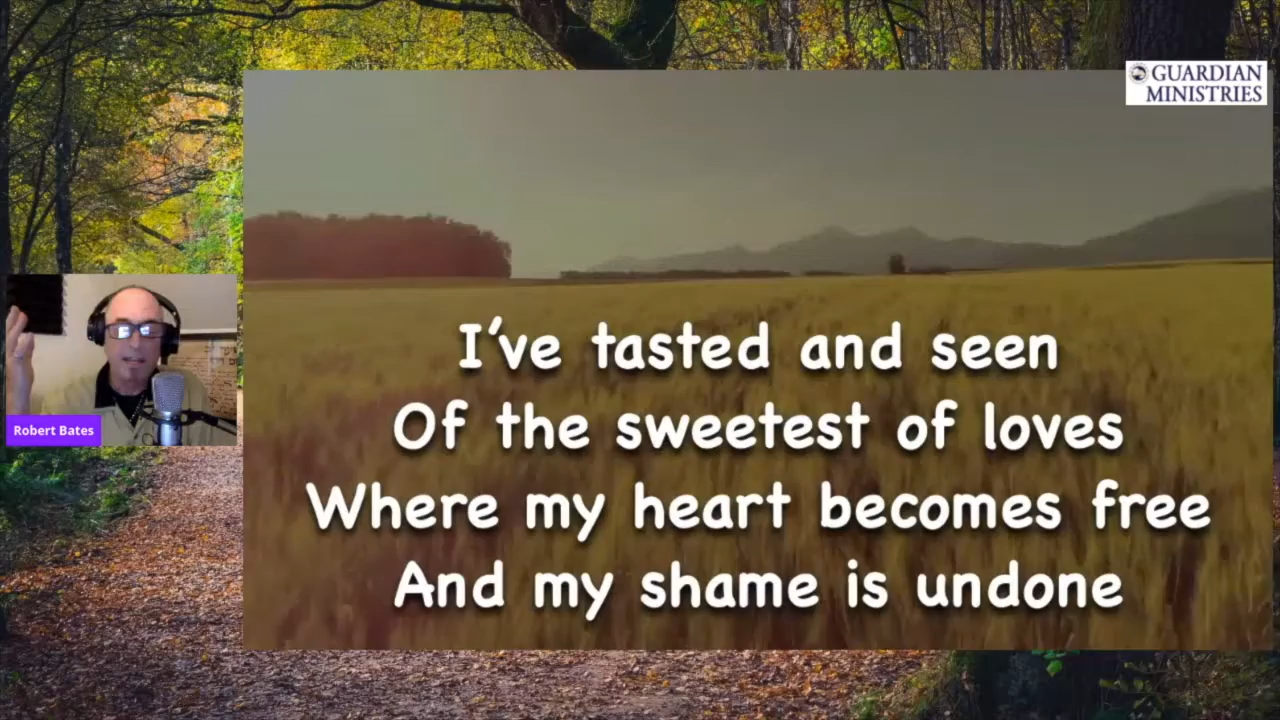 GUARDIAN
MINISTRIES
I've tasted and seen
Of the sweetest of loves
Where my heart becomes free
And my shame is undone
Robert Bates